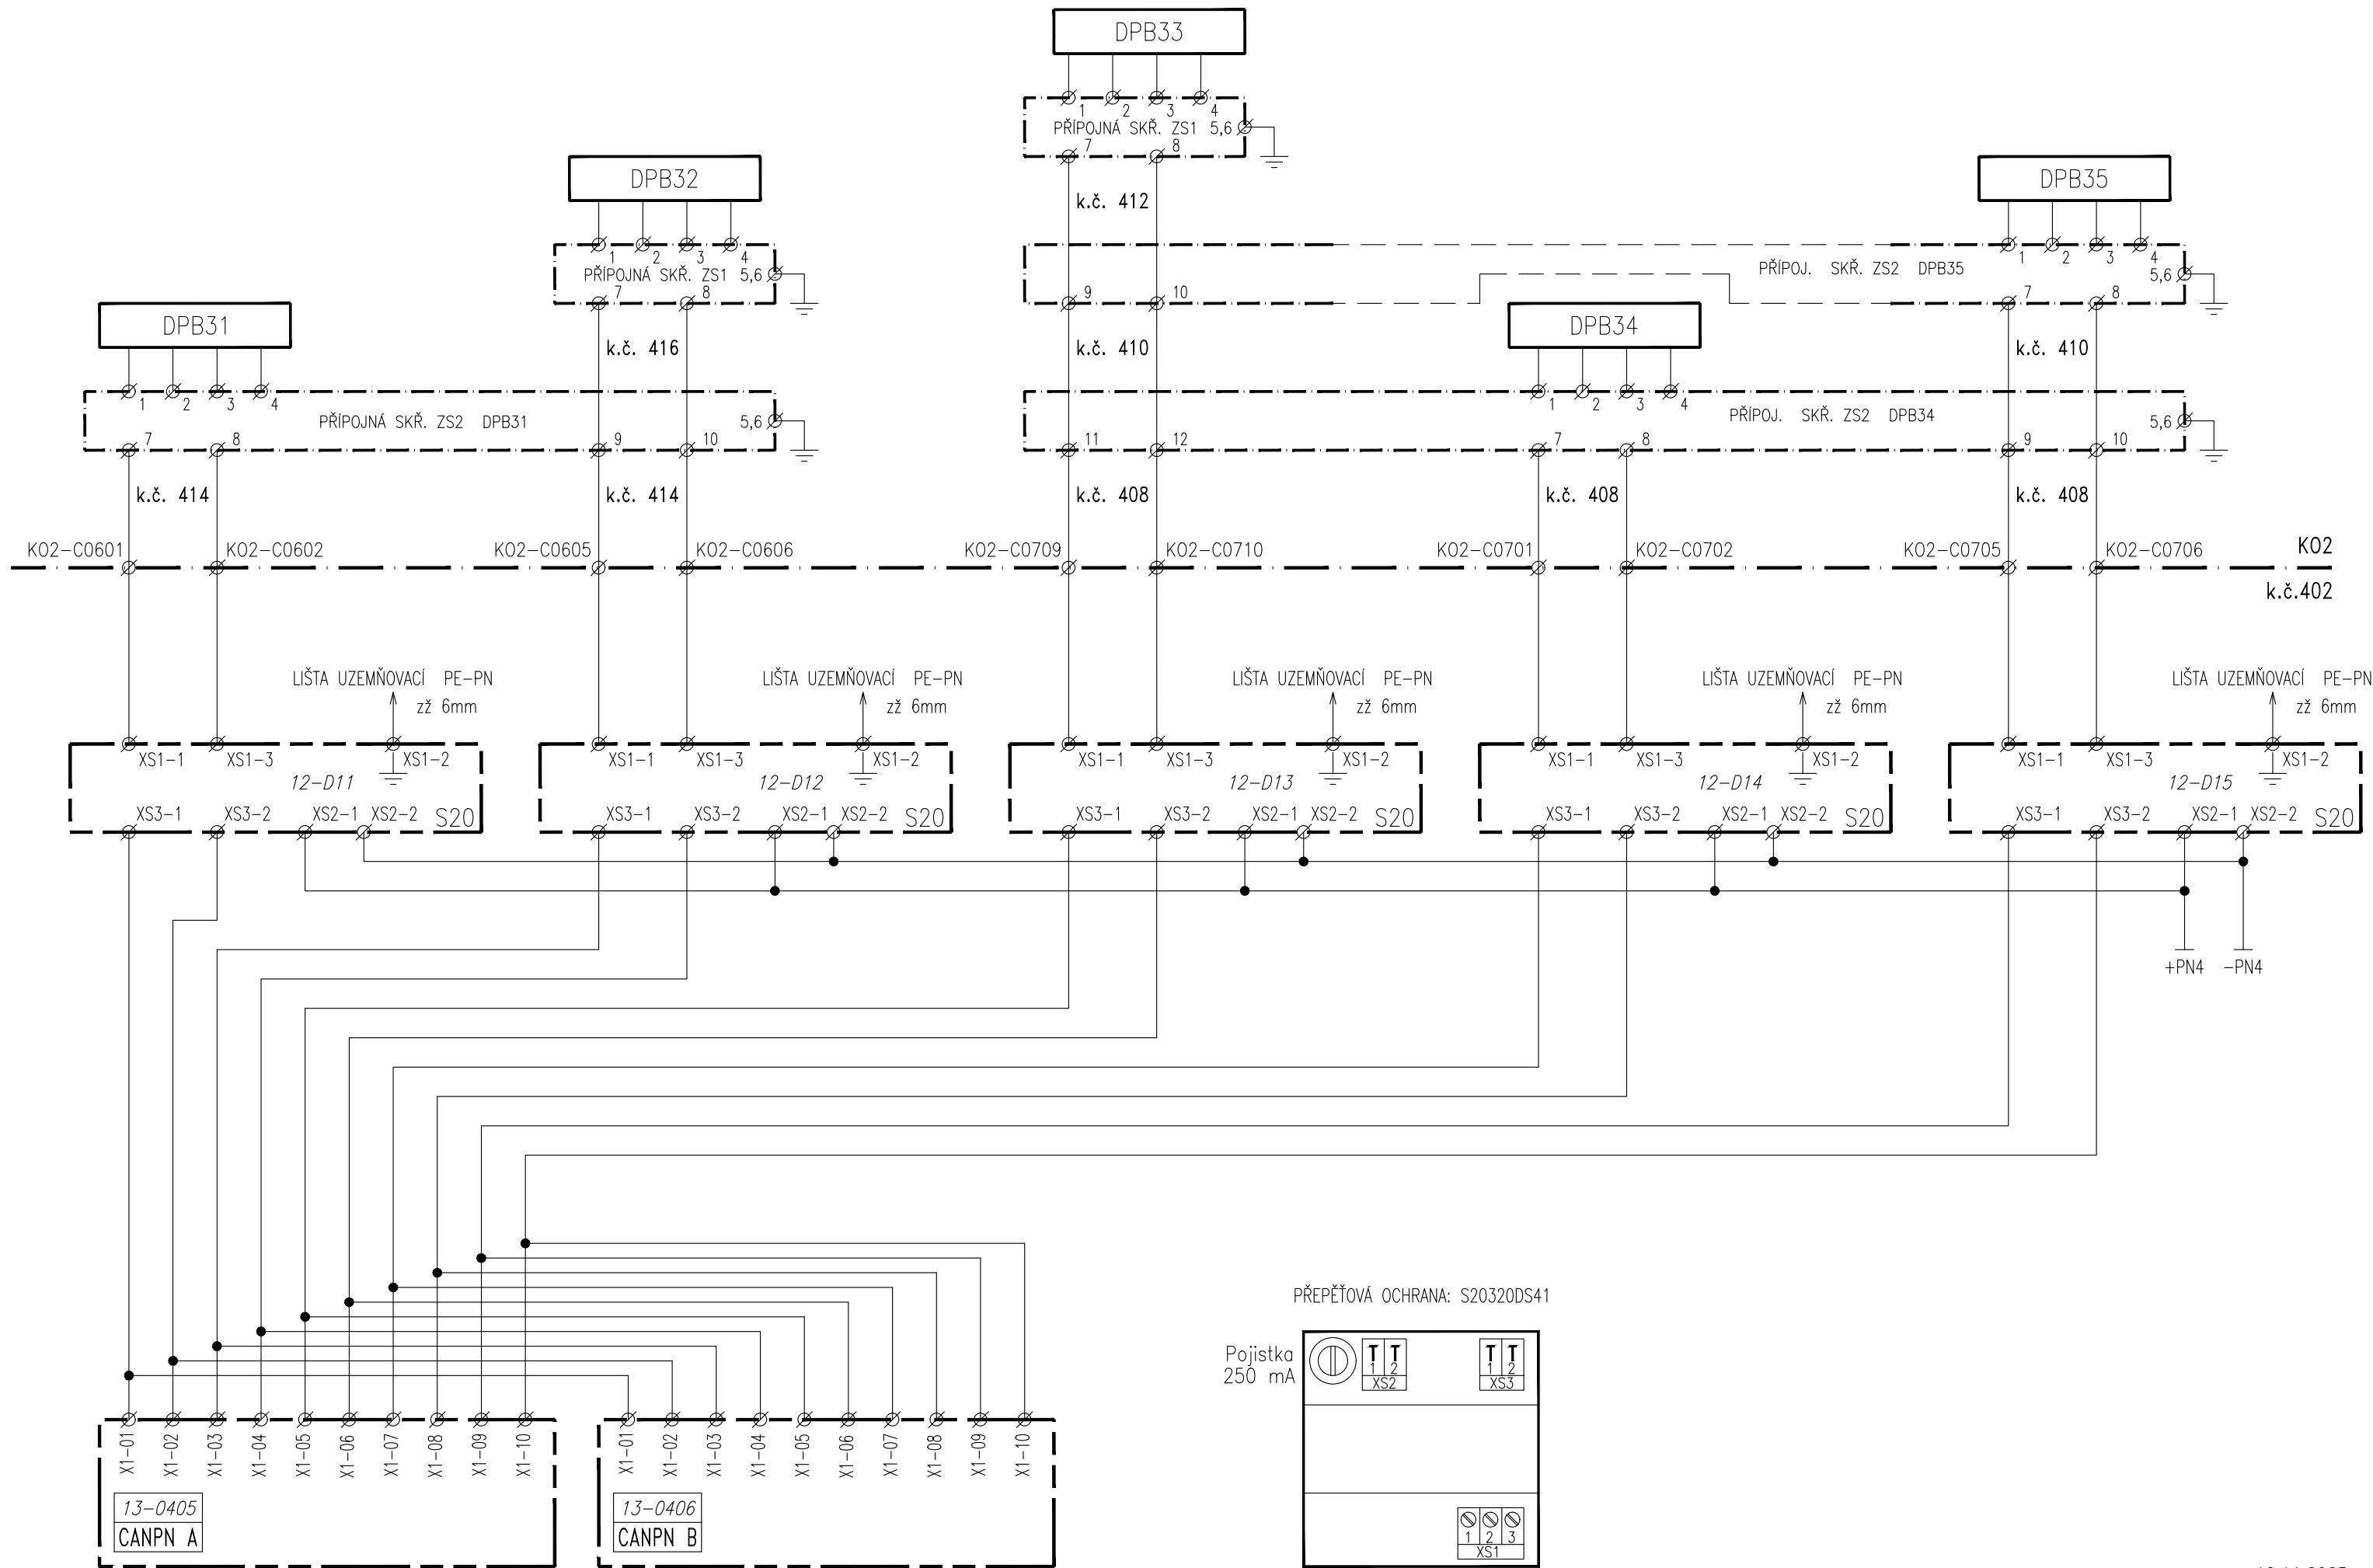 DPB33
1 2 3 4
PŘÍPOJNÁ SKŘ. ZS1 5,6
7 8
k.č. 412
DPB32
1 2 3 4
PŘÍPOJNÁ SKŘ. ZS1 5,6
7 8
k.č. 416
DPB35
1 2 3 4
PŘÍPOJ. SKŘ. ZS2 DPB35
5,6
9 10
7 8
k.č. 410
k.č. 410
DPB31
1 2 3 4
PŘÍPOJNÁ SKŘ. ZS2 DPB31
5,6
7 8 9 10
k.č. 414
k.č. 414
DPB34
1 2 3 4
PŘÍPOJ. SKŘ. ZS2 DPB34
5,6
11 12 7 8 9 10
k.č. 408
k.č. 408
k.č. 408
K02-C0601 K02-C0602 K02-C0605 K02-C0606 K02-C0709 K02-C0710 K02-C0701 K02-C0702 K02-C0705 K02-C0706 K02
k.č.402
LIŠTA UZEMŇOVACÍ PE-PN
zž 6mm
LIŠTA UZEMŇOVACÍ PE-PN
zž 6mm
LIŠTA UZEMŇOVACÍ PE-PN
zž 6mm
LIŠTA UZEMŇOVACÍ PE-PN
zž 6mm
LIŠTA UZEMŇOVACÍ PE-PN
zž 6mm
XS1-1 XS1-3 XS1-2
12-D11
XS3-1 XS3-2 XS2-1 XS2-2 S20
XS1-1 XS1-3 XS1-2
12-D12
XS3-1 XS3-2 XS2-1 XS2-2 S20
XS1-1 XS1-3 XS1-2
12-D13
XS3-1 XS3-2 XS2-1 XS2-2 S20
XS1-1 XS1-3 XS1-2
12-D14
XS3-1 XS3-2 XS2-1 XS2-2 S20
XS1-1 XS1-3 XS1-2
12-D15
XS3-1 XS3-2 XS2-1 XS2-2 S20
+PN4 -PN4
PŘEPĚŤOVÁ OCHRANA: S20320DS41
Pojistka
250 mA
1 2
XS2
1 2
XS3
1 2 3
XS1
X1-01 X1-02 X1-03 X1-04 X1-05 X1-06 X1-07 X1-08 X1-09 X1-10
13-0405
CANPN A
X1-01 X1-02 X1-03 X1-04 X1-05 X1-06 X1-07 X1-08 X1-09 X1-10
13-0406
CANPN B